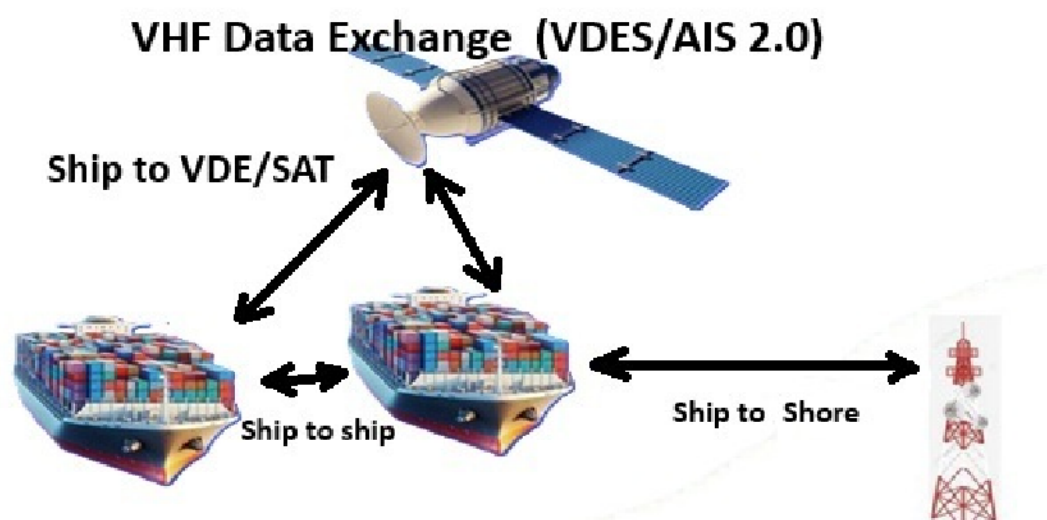 VHF Data Exchange (VDES/AIS 2.0)
Ship to VDE/SAT
Ship to ship
Ship to Shore